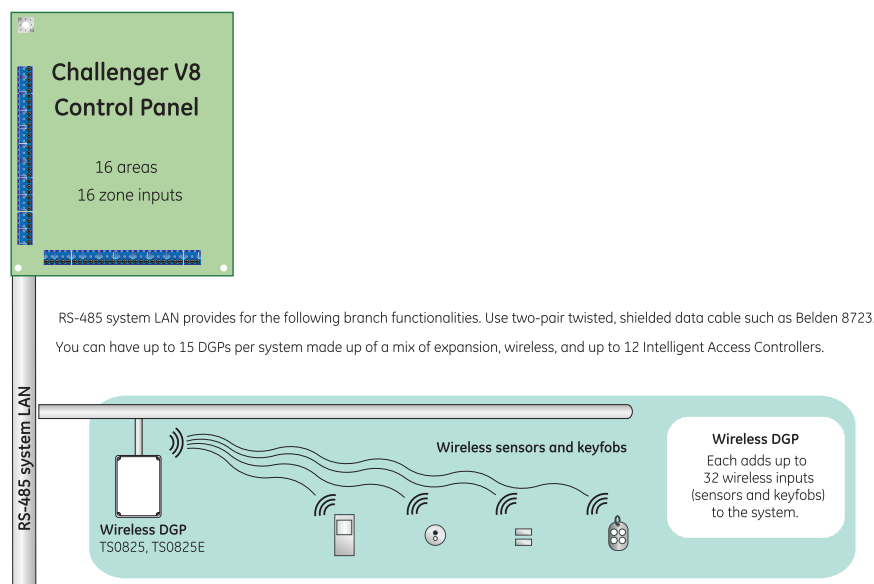 Challenger V8
Control Panel
16 areas
16 zone inputs
RS-485 system LAN provides for the following branch functionalities. Use two-pair twisted, shielded data cable such as Belden 8723.
You can have up to 15 DGPs per system made up of a mix of expansion, wireless, and up to 12 Intelligent Access Controllers.
RS-485 system LAN
Wireless sensors and keyfobs
Wireless DGP
TS0825, TS0825E
Wireless DGP
Each adds up to
32 wireless inputs
(sensors and keyfobs)
to the system.